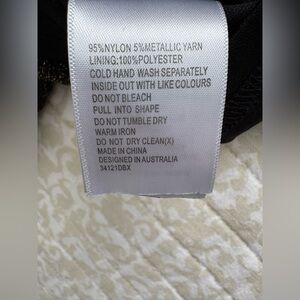 95%NYLON 5%METALLIC YARN
LINING:100%POLYESTER
COLD HAND WASH SEPARATELY
INSIDE OUT WITH LIKE COLOURS
DO NOT BLEACH
PULL INTO SHAPE
DO NOT TUMBLE DRY
WARM IRON
DO NOT DRY CLEAN(X)
MADE IN CHINA
DESIGNED IN AUSTRALIA
34121DBX